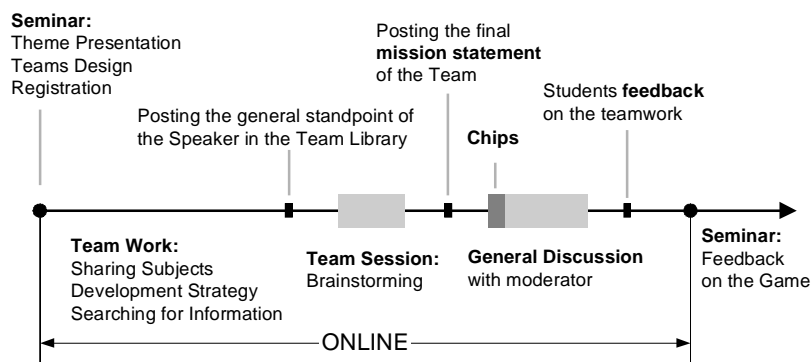 Seminar:
Theme Presentation
Teams Design
Registration
Posting the general standpoint of
the Speaker in the Team Library
Posting the final
mission statement
of the Team
Chips
Students feedback
on the teamwork
Team Work:
Sharing Subjects
Development Strategy
Searching for Information
Team Session:
Brainstorming
General Discussion
with moderator
Seminar:
Feedback
on the Game
ONLINE